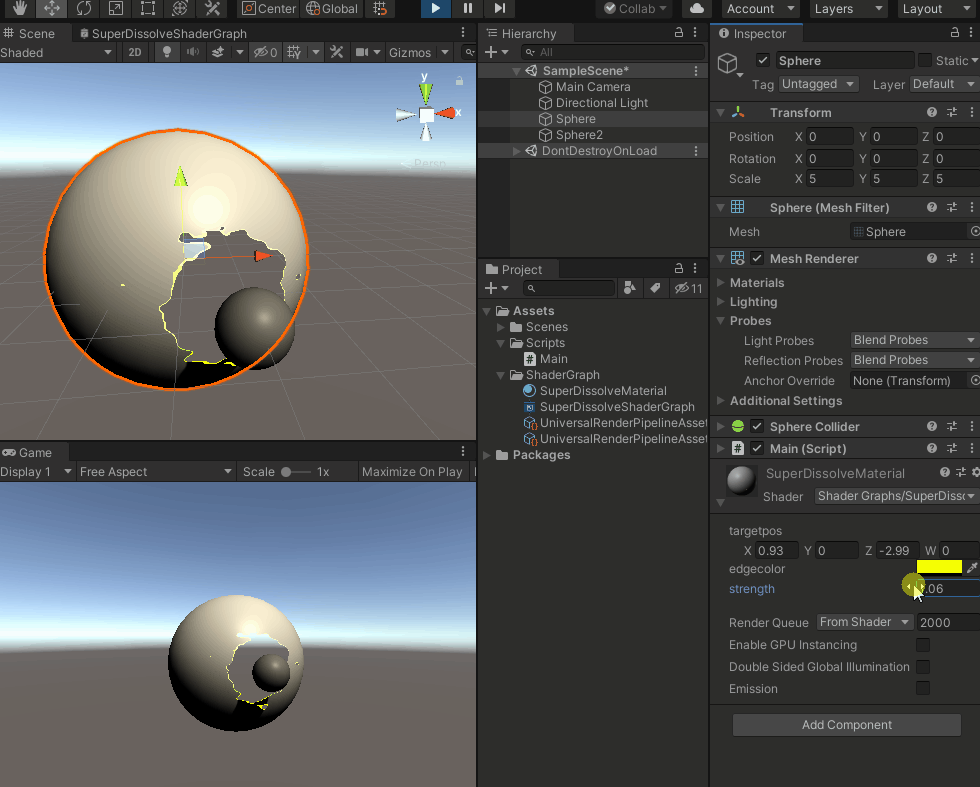 Center Global Collab Account Layers Layout
Scene SuperDissolveShaderGraph
Shaded 2D 0 Gizmos
y
x
Persp
Hierarchy
All
SampleScene*
Main Camera
Directional Light
Sphere
Sphere2
DontDestroyOnLoad
Project
11
Assets
Scenes
Scripts
Main
ShaderGraph
SuperDissolveMaterial
SuperDissolveShaderGraph
UniversalRenderPipelineAsset
UniversalRenderPipelineAsset
Packages
Game
Display 1 Free Aspect Scale 1x Maximize On Play
Inspector
Sphere Static
Tag Untagged Layer Default
Transform
Position X 0 Y 0 Z 0
Rotation X 0 Y 0 Z 0
Scale X 5 Y 5 Z 5
Sphere (Mesh Filter)
Mesh Sphere
Mesh Renderer
Materials
Lighting
Probes
Light Probes Blend Probes
Reflection Probes Blend Probes
Anchor Override None (Transform)
Additional Settings
Sphere Collider
Main (Script)
SuperDissolveMaterial
Shader Shader Graphs/SuperDisso
targetpos
X 0.93 Y 0 Z -2.99 W 0
edgecolor
strength .06
Render Queue From Shader 2000
Enable GPU Instancing
Double Sided Global Illumination
Emission
Add Component